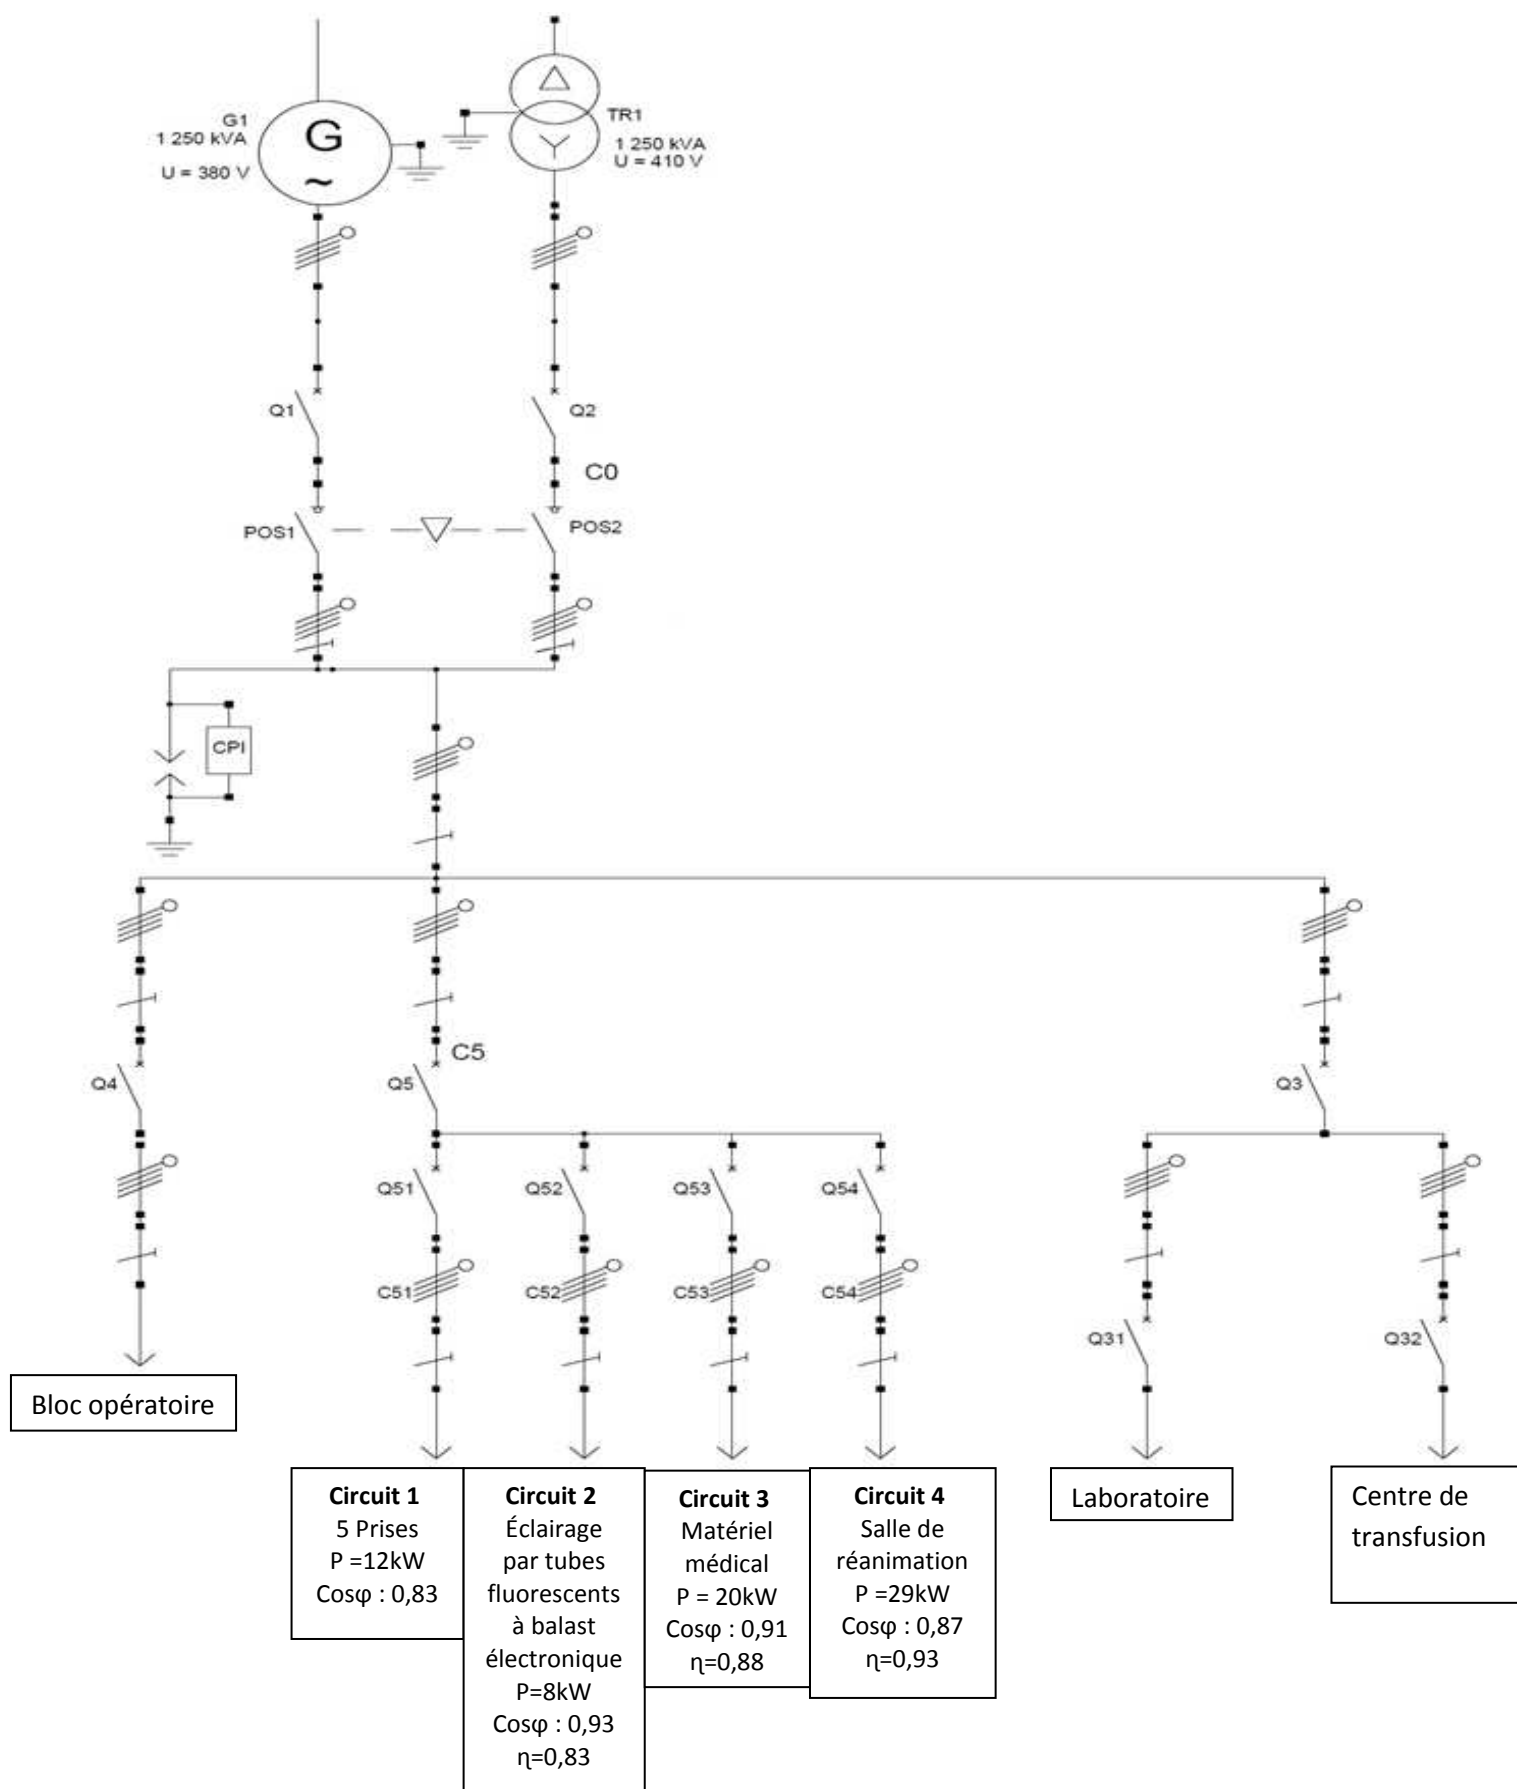 G1
1 250 kVA
U = 380 V
G
~
TR1
1 250 kVA
U = 410 V
Q1
Q2
C0
POS1
POS2
CPI
C5
Q4
Q5
Q3
Q51
Q52
Q53
Q54
C51
C52
C53
C54
Q31
Q32
Bloc opératoire
Circuit 1
5 Prises
P =12kW
Cosφ : 0,83
Circuit 2
Éclairage
par tubes
fluorescents
à balast
électronique
P=8kW
Cosφ : 0,93
η=0,83
Circuit 3
Matériel
médical
P = 20kW
Cosφ : 0,91
η=0,88
Circuit 4
Salle de
réanimation
P =29kW
Cosφ : 0,87
η=0,93
Laboratoire
Centre de
transfusion